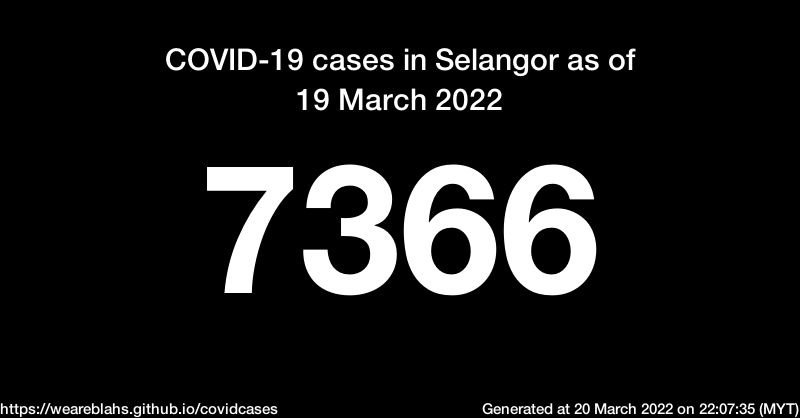 COVID-19 cases in Selangor as of
19 March 2022
7366
https://weareblahs.github.io/covidcases
Generated at 20 March 2022 on 22:07:35 (MYT)